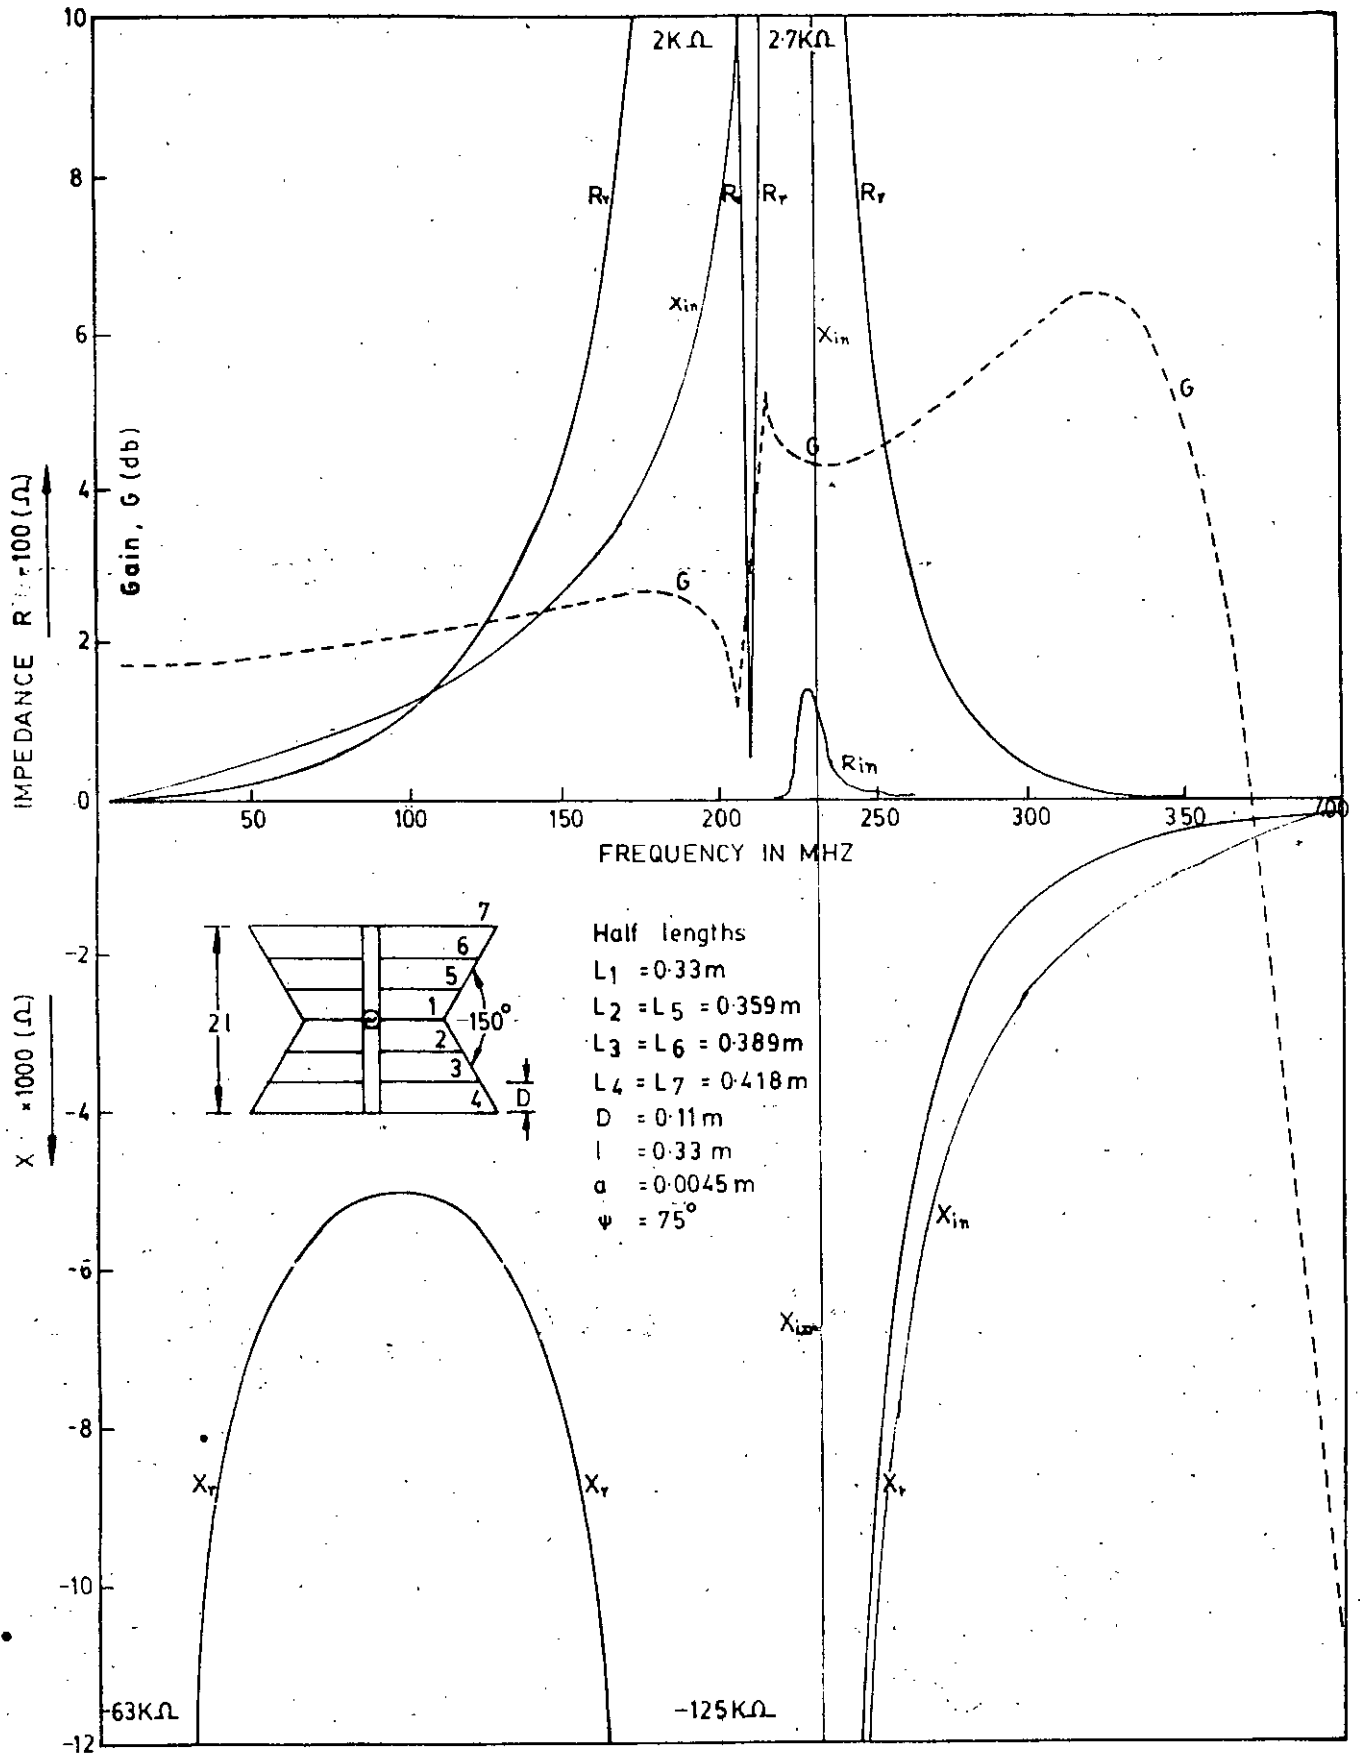 10
2KΩ
2.7KΩ
8
Rr
Rr
Rr
Xin
6
Xin
G
IMPEDANCE
100 (Ω)
Gain, G (db)
4
G
G
2
Rin
0
50
100
150
200
250
300
350
FREQUENCY IN MHZ
7
6
5
1
2
3
4
150°
2l
D
Half lengths
L1 = 0.33m
L2 = L5 = 0.359m
L3 = L6 = 0.389m
L4 = L7 = 0.418m
D = 0.11m
l = 0.33 m
a = 0.0045m
ψ = 75°
-2
X ×1000 (Ω)
-4
Xin
-6
-8
Xr
Xr
Xr
-10
-63KΩ
-125KΩ
-12